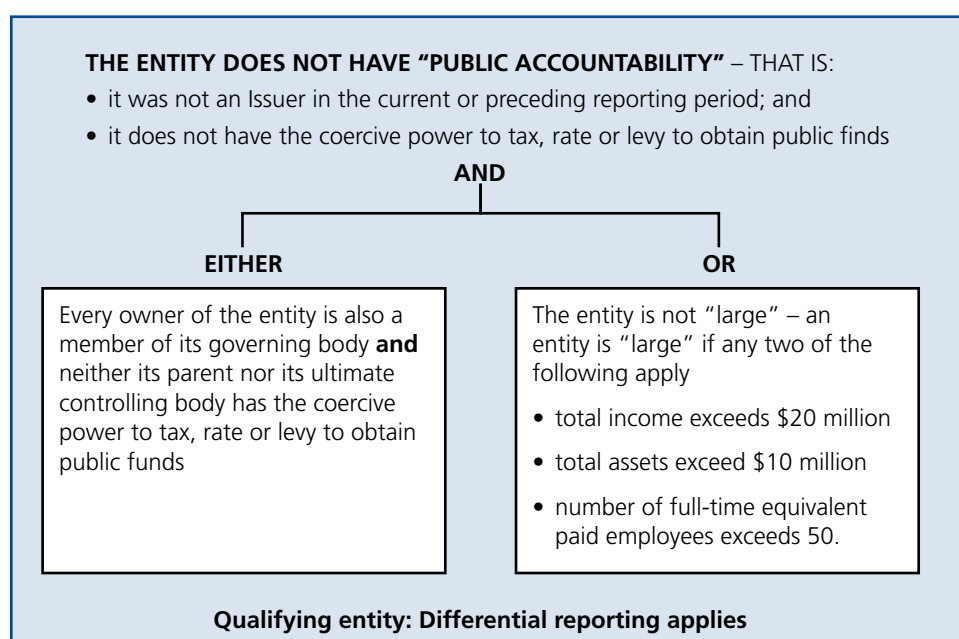 THE ENTITY DOES NOT HAVE “PUBLIC ACCOUNTABILITY” – THAT IS:
• it was not an Issuer in the current or preceding reporting period; and
• it does not have the coercive power to tax, rate or levy to obtain public finds
AND
EITHER
Every owner of the entity is also a
member of its governing body and
neither its parent nor its ultimate
controlling body has the coercive
power to tax, rate or levy to obtain
public funds
OR
The entity is not “large” – an
entity is “large” if any two of the
following apply
• total income exceeds $20 million
• total assets exceed $10 million
• number of full-time equivalent
paid employees exceeds 50.
Qualifying entity: Differential reporting applies